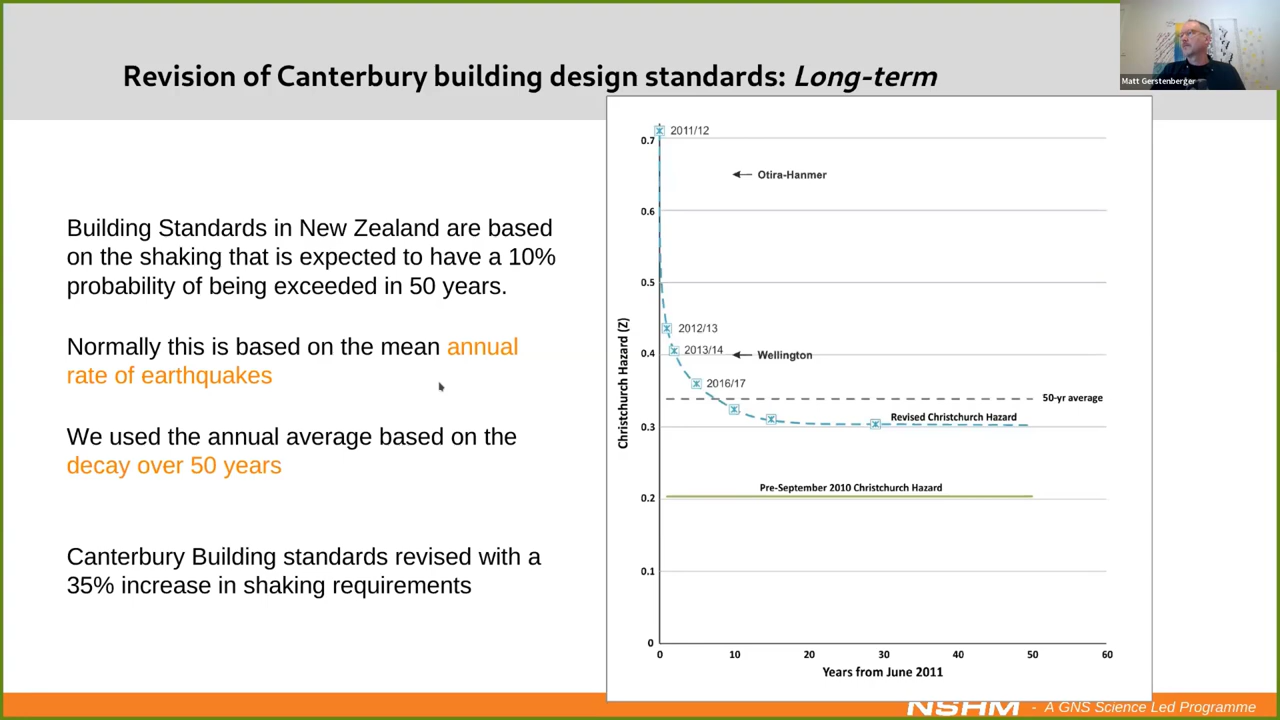 Revision of Canterbury building design standards: Long-term
Matt Gerstenberger
Building Standards in New Zealand are based
on the shaking that is expected to have a 10%
probability of being exceeded in 50 years.
Normally this is based on the mean annual
rate of earthquakes
We used the annual average based on the
decay over 50 years
Canterbury Building standards revised with a
35% increase in shaking requirements
Christchurch Hazard (Z)
0.7
0.6
0.5
0.4
0.3
0.2
0.1
0
2011/12
Otira-Hanmer
2012/13
2013/14
Wellington
2016/17
50-yr average
Revised Christchurch Hazard
Pre-September 2010 Christchurch Hazard
0 10 20 30 40 50 60
Years from June 2011
NSHM - A GNS Science Led Programme